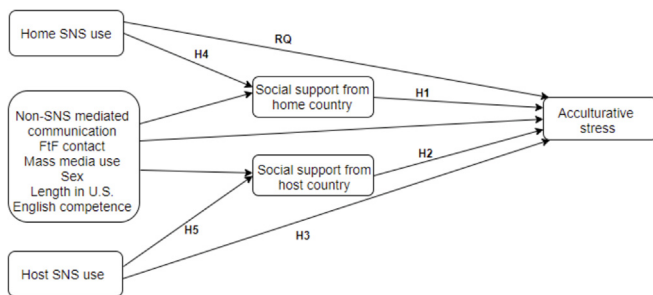 Home SNS use
RQ
H4
Social support from
home country
H1
Non-SNS mediated
communication
FtF contact
Mass media use
Sex
Length in U.S.
English competence
Acculturative
stress
H2
Social support from
host country
H5
H3
Host SNS use